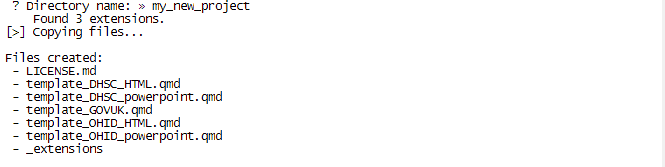 ? Directory name: » my_new_project
Found 3 extensions.
[>] Copying files...
Files created:
- LICENSE.md
- template_DHSC_HTML.qmd
- template_DHSC_powerpoint.qmd
- template_GOVUK.qmd
- template_OHID_HTML.qmd
- template_OHID_powerpoint.qmd
- _extensions